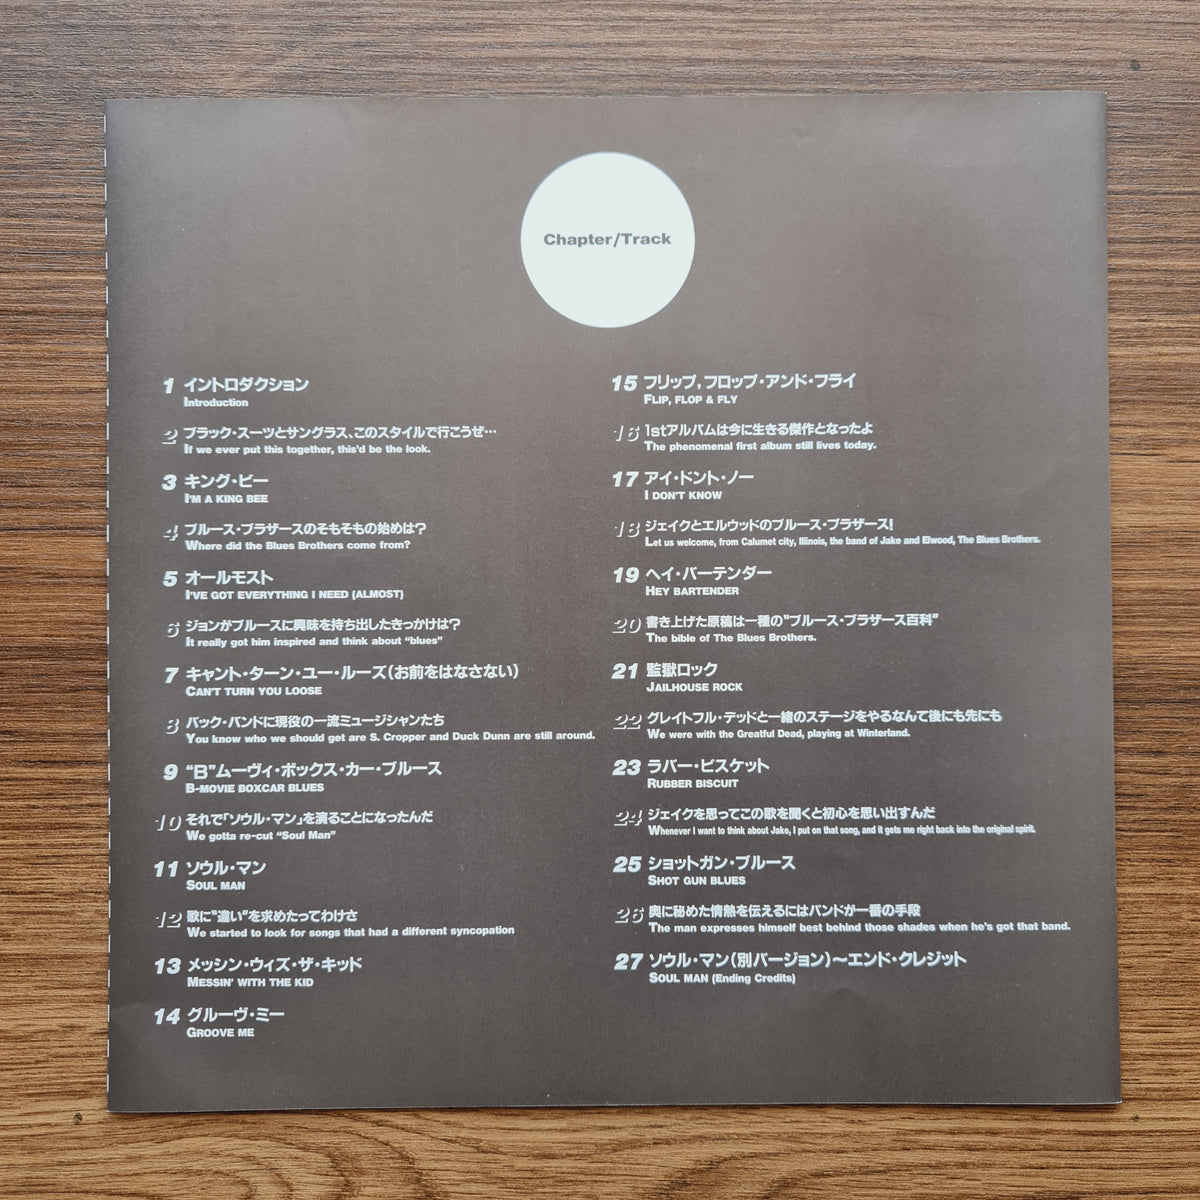 Chapter/Track
1 イントロダクション
Introduction
2 ブラック・スーツとサングラス、このスタイルで行こうぜ…
If we ever put this together, this'd be the look.
3 キング・ビー
I'M A KING BEE
4 ブルース・ブラザースのそもそもの始めは?
Where did the Blues Brothers come from?
5 オールモスト
I'VE GOT EVERYTHING I NEED (ALMOST)
6 ジョンがブルースに興味を持ち出したきっかけは?
It really got him inspired and think about "blues"
7 キャント・ターン・ユー・ルーズ(お前をはなさない)
CAN'T TURN YOU LOOSE
8 バック・バンドに現役の一流ミュージシャンたち
You know who we should get are S. Cropper and Duck Dunn are still around.
9 "B"ムーヴィ・ボックス・カー・ブルース
B-MOVIE BOXCAR BLUES
10 それで「ソウル・マン」を演ることになったんだ
We gotta re-cut "Soul Man"
11 ソウル・マン
SOUL MAN
12 歌に"違い"を求めたってわけさ
We started to look for songs that had a different syncopation
13 メッシン・ウィズ・ザ・キッド
MESSIN' WITH THE KID
14 グルーヴ・ミー
GROOVE ME
15 フリップ,フロップ・アンド・フライ
FLIP, FLOP & FLY
16 1stアルバムは今に生きる傑作となったよ
The phenomenal first album still lives today.
17 アイ・ドント・ノー
I DON'T KNOW
18 ジェイクとエルウッドのブルース・ブラザース!
Let us welcome, from Calumet city, Illinois, the band of Jake and Elwood, The Blues Brothers.
19 ヘイ・バーテンダー
HEY BARTENDER
20 書き上げた原稿は一種の"ブルース・ブラザース百科"
The bible of The Blues Brothers.
21 監獄ロック
JAILHOUSE ROCK
22 グレイトフル・デッドと一緒のステージをやるなんて後にも先にも
We were with the Greatful Dead, playing at Winterland.
23 ラバー・ビスケット
RUBBER BISCUIT
24 ジェイクを思ってこの歌を聞くと初心を思い出すんだ
Whenever I want to think about Jake, I put on that song, and it gets me right back into the original spirit.
25 ショットガン・ブルース
SHOT GUN BLUES
26 奥に秘めた情熱を伝えるにはバンドが一番の手段
The man expresses himself best behind those shades when he's got that band.
27 ソウル・マン(別バージョン)〜エンド・クレジット
SOUL MAN (Ending Credits)